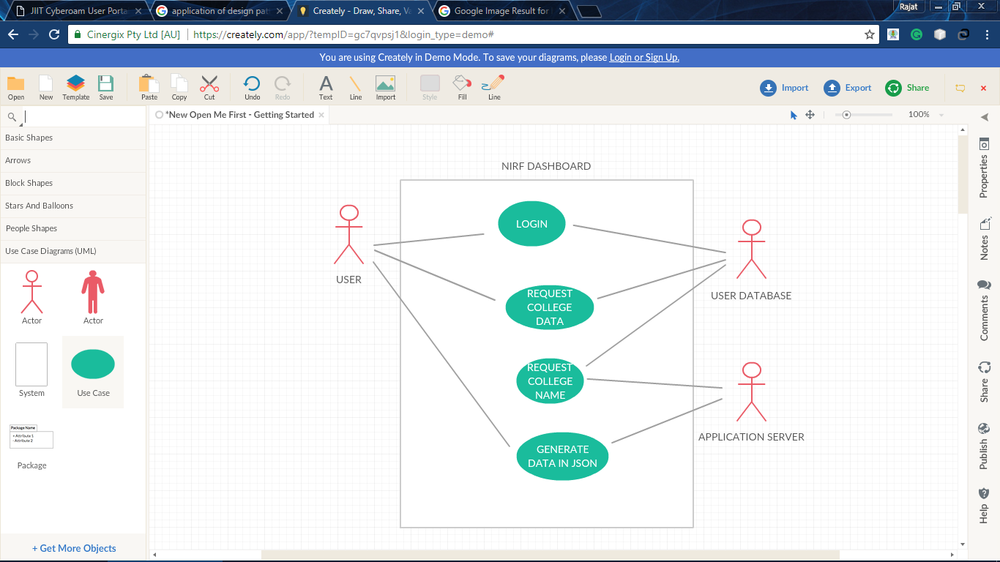 JIIT Cyberoam User Porta
application of design pat
Creately - Draw, Share, Va
Google Image Result for
Rajat
Cinergix Pty Ltd [AU]
https://creately.com/app/?tempID=gc7qvpsj1&login_type=demo#
You are using Creately in Demo Mode. To save your diagrams, please Login or Sign Up.
Open
New
Template
Save
Paste
Copy
Cut
Undo
Redo
Text
Line
Import
Style
Fill
Line
Import
Export
Share
*New Open Me First - Getting Started
100%
Basic Shapes
Arrows
Block Shapes
Stars And Balloons
People Shapes
Use Case Diagrams (UML)
Actor
Actor
System
Use Case
Package Name
+ Attribute 1
- Attribute 2
Package
+ Get More Objects
NIRF DASHBOARD
LOGIN
USER
USER DATABASE
REQUEST
COLLEGE
DATA
REQUEST
COLLEGE
NAME
APPLICATION SERVER
GENERATE
DATA IN JSON
Properties
Notes
Comments
Share
Publish
Help